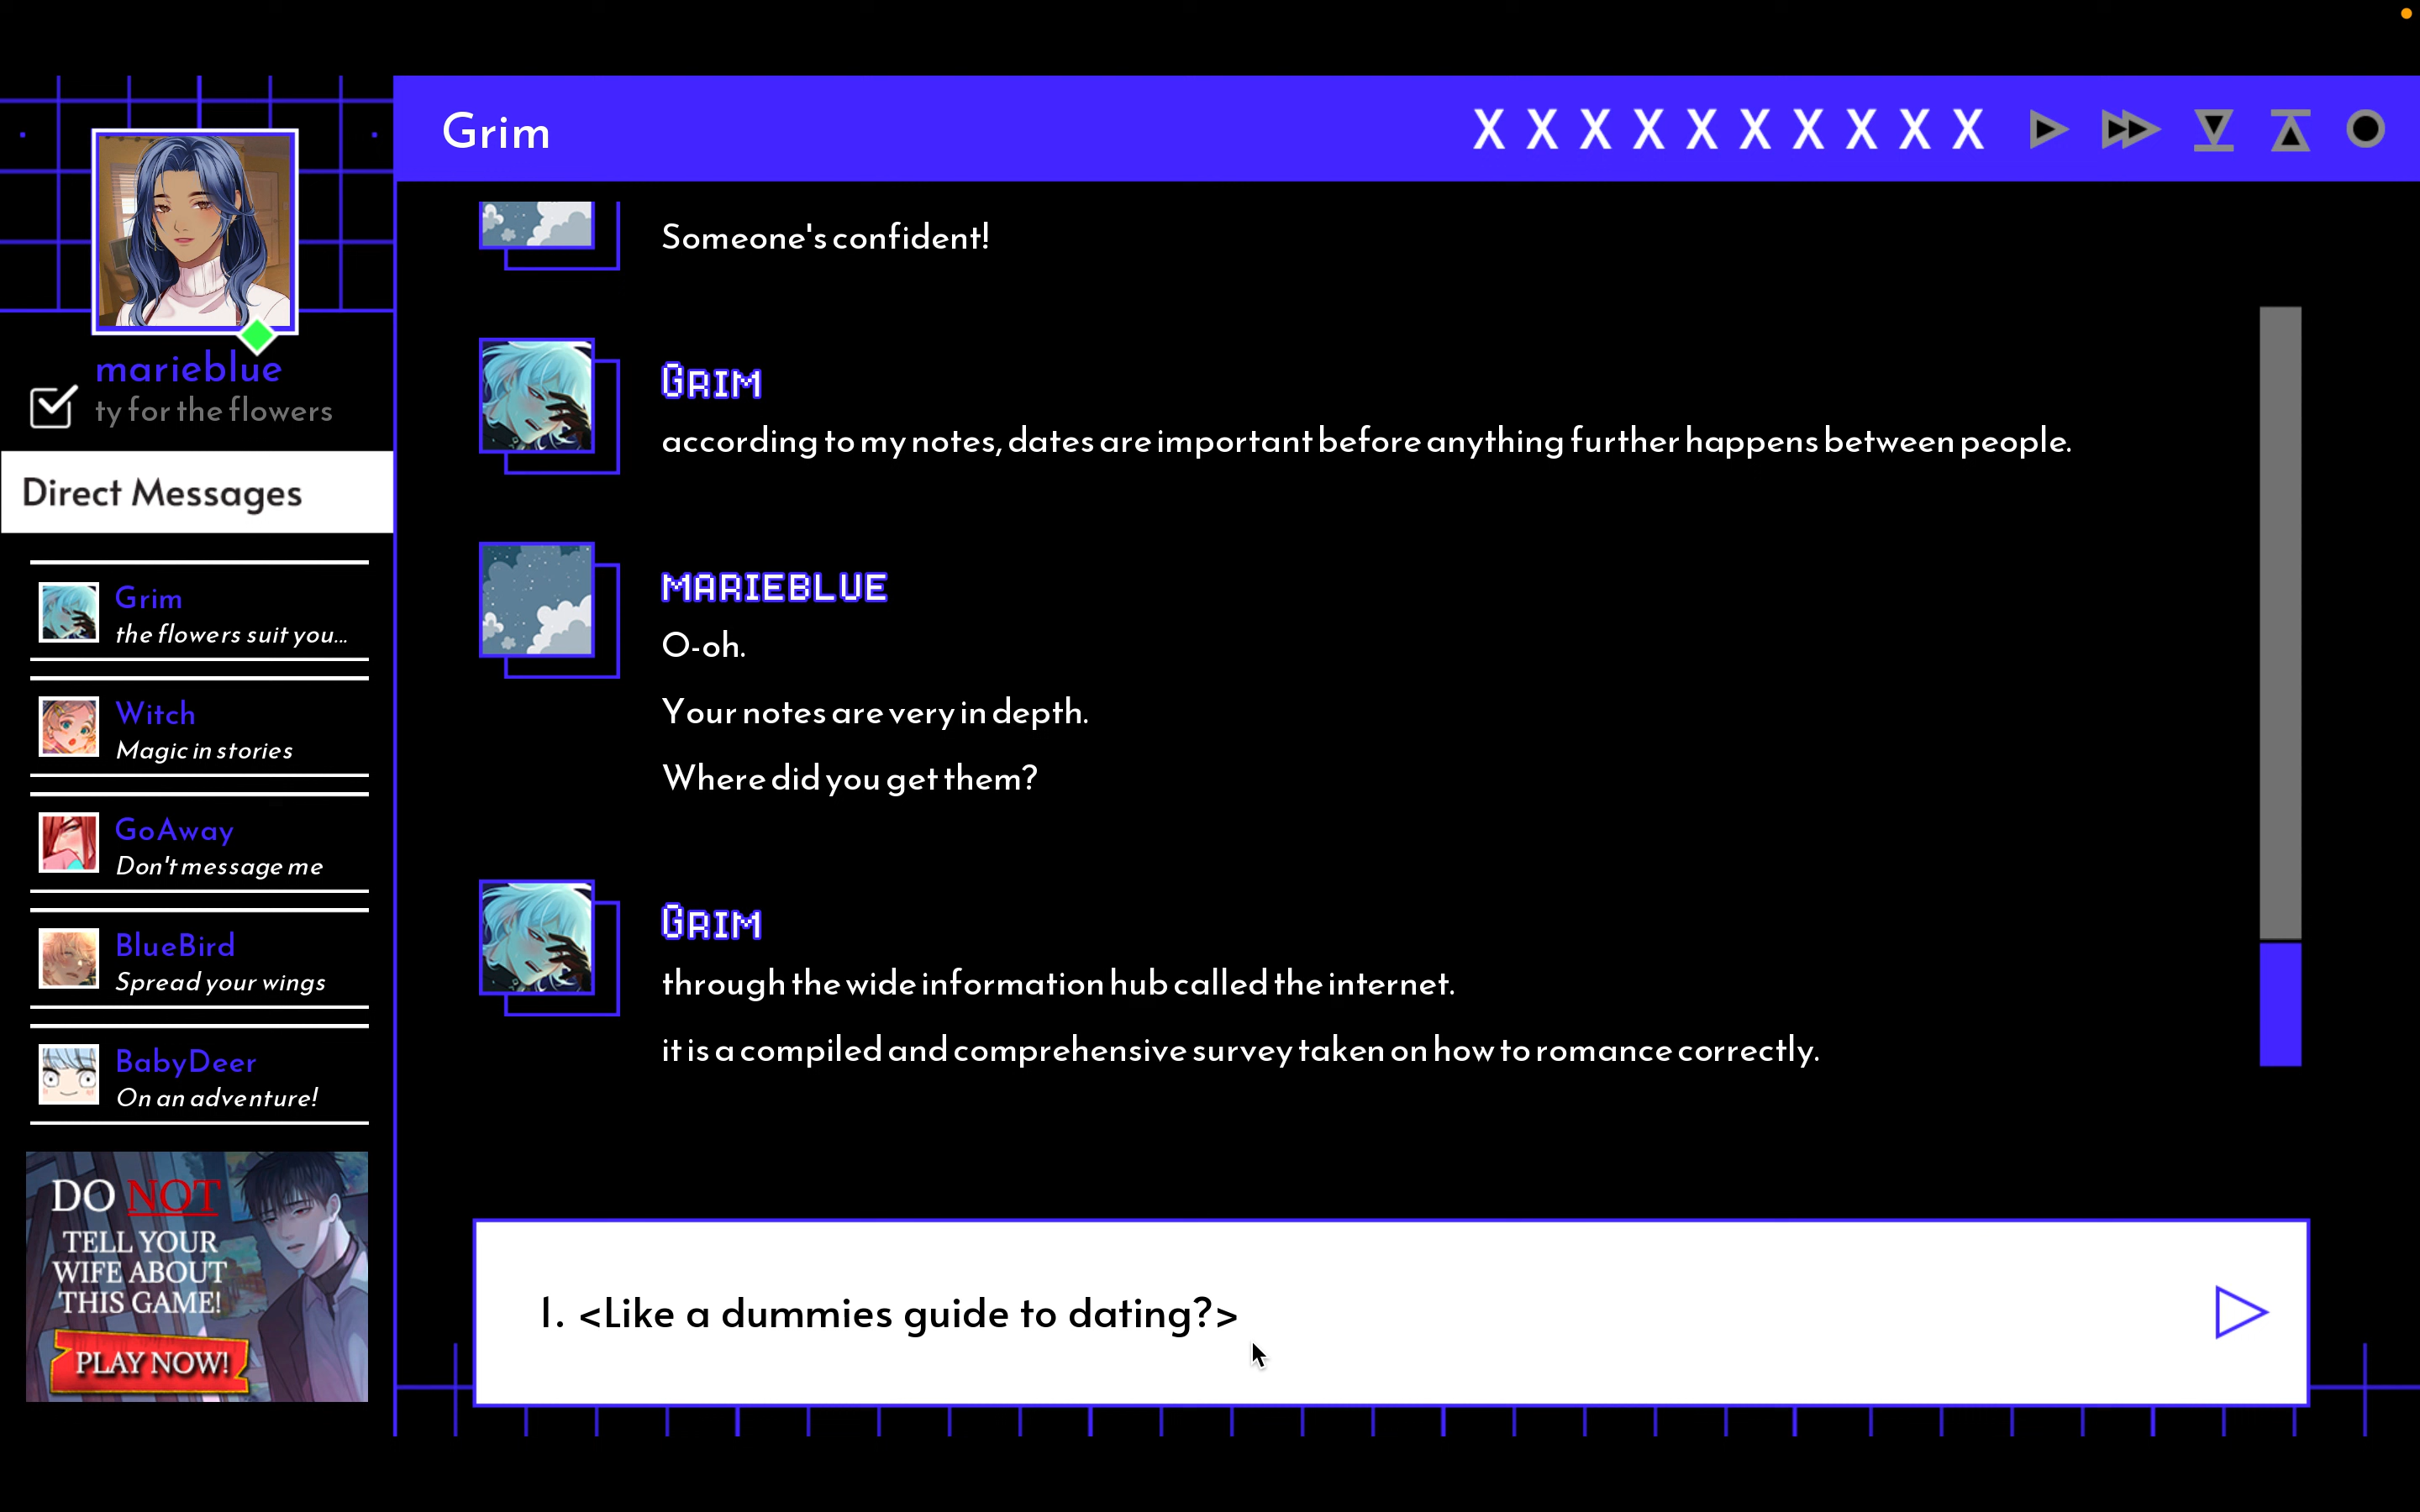 Grim
X X X X X X X X X X
marieblue
ty for the flowers
Direct Messages
Grim
the flowers suit you...
Witch
Magic in stories
GoAway
Don't message me
BlueBird
Spread your wings
BabyDeer
On an adventure!
DO NOT
TELL YOUR
WIFE ABOUT
THIS GAME!
PLAY NOW!
Someone's confident!
GRIM
according to my notes, dates are important before anything further happens between people.
MARIEBLUE
O-oh.
Your notes are very in depth.
Where did you get them?
GRIM
through the wide information hub called the internet.
it is a compiled and comprehensive survey taken on how to romance correctly.
1. <Like a dummies guide to dating?>